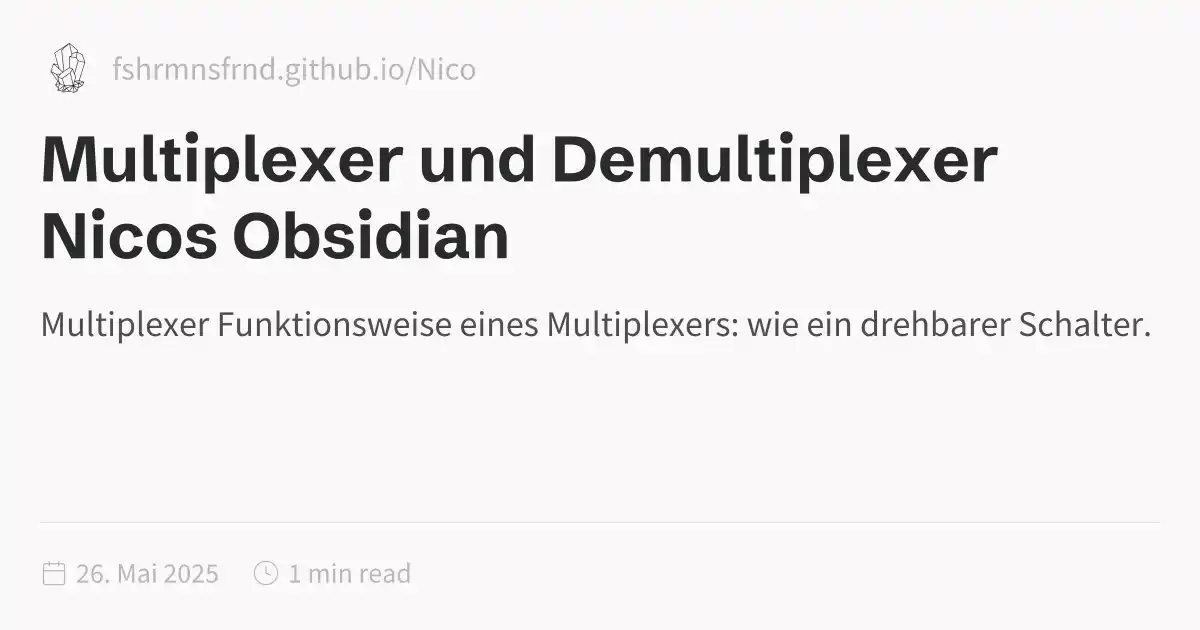 fshrmnsfrnd.github.io/Nico
Multiplexer und Demultiplexer
Nicos Obsidian
Multiplexer Funktionsweise eines Multiplexers: wie ein drehbarer Schalter.
26. Mai 2025
1 min read